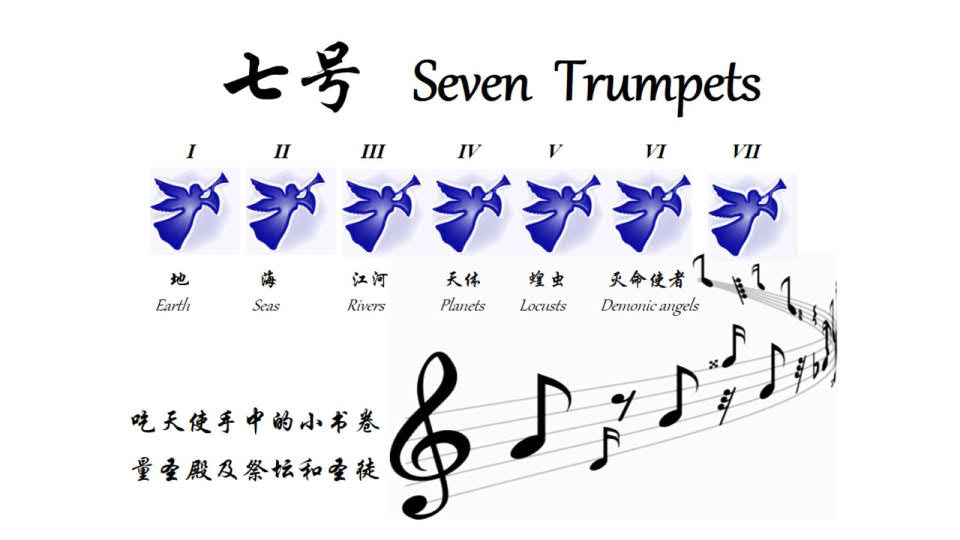 七号 Seven Trumpets
I II III IV V VI VII
地 海 江河 天体 蝗虫 灭命使者
Earth Seas Rivers Planets Locusts Demonic angels
吃天使手中的小书卷
量圣殿及祭坛和圣徒